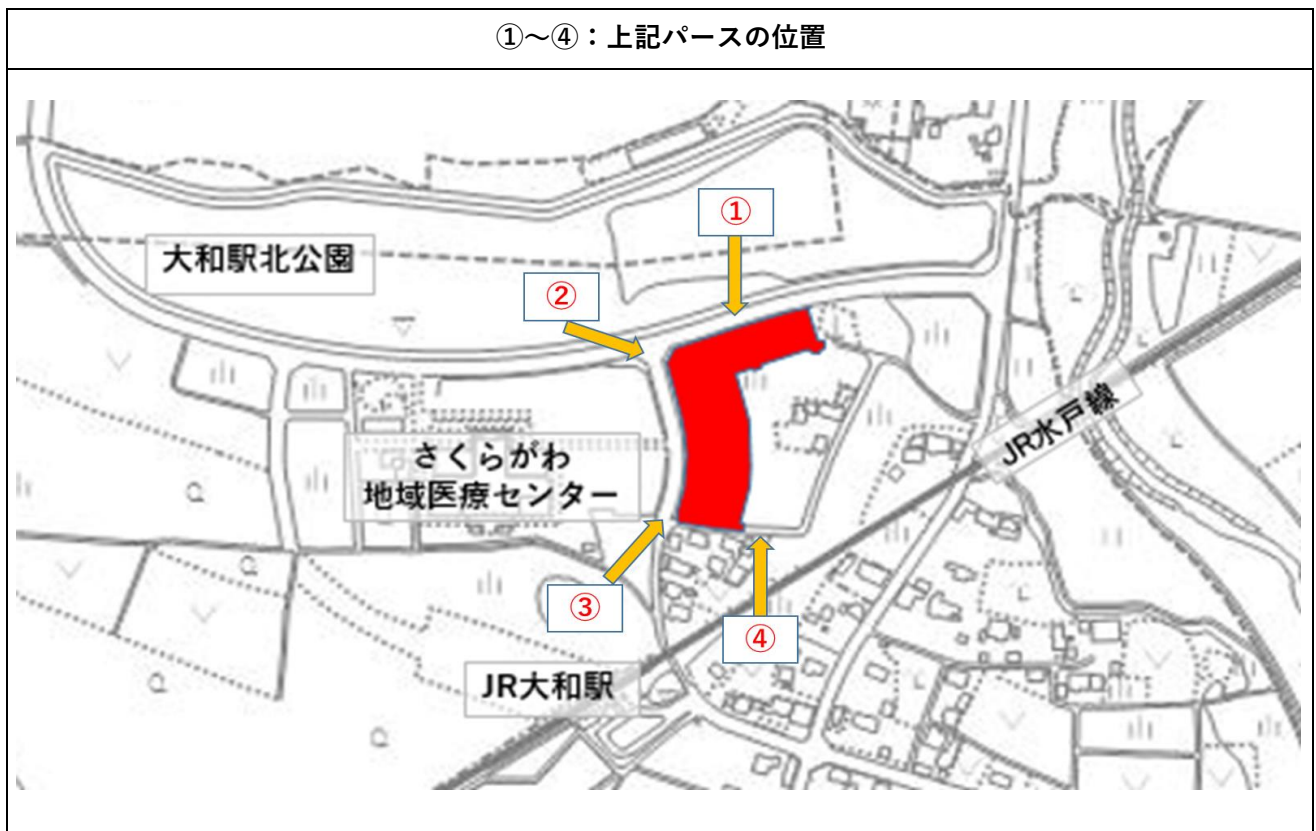 ①～④：上記パースの位置
①
大和駅北公園
②
さくらがわ
地域医療センター
JR水戸線
③
④
JR大和駅